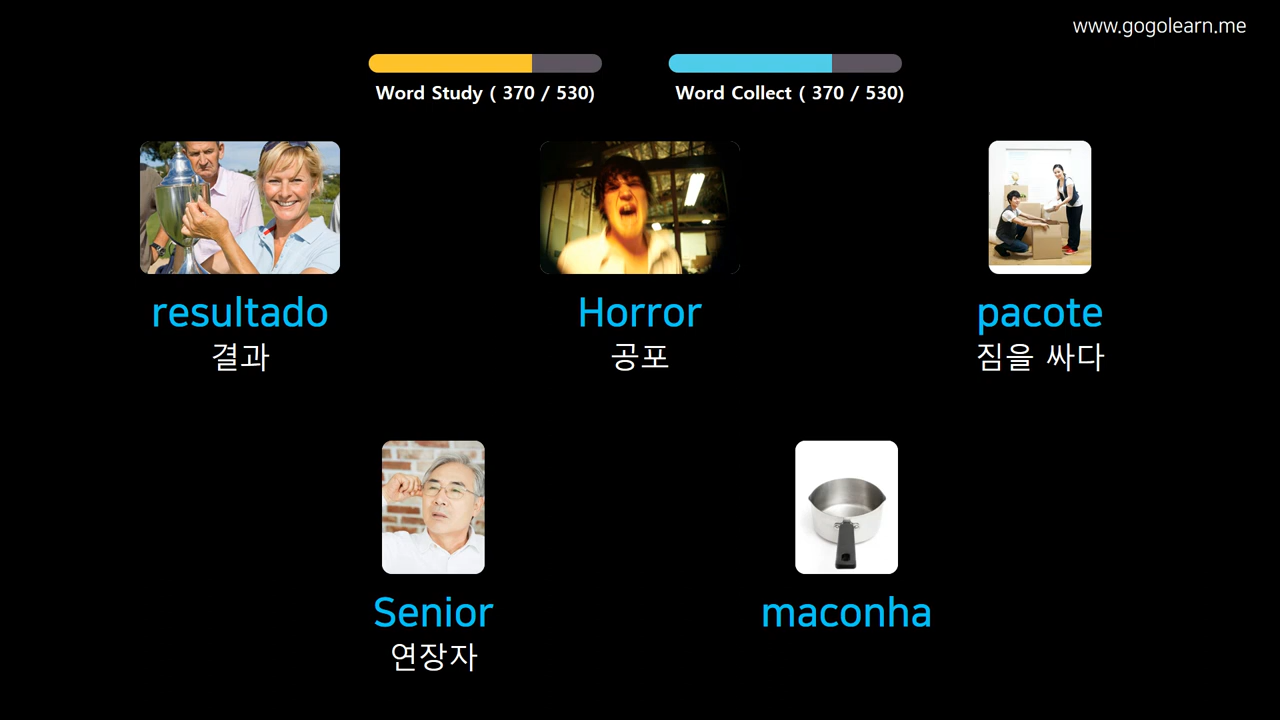 www.gogolearn.me
Word Study ( 370 / 530)
Word Collect ( 370 / 530)
resultado
결과
Horror
공포
pacote
짐을 싸다
Senior
연장자
maconha